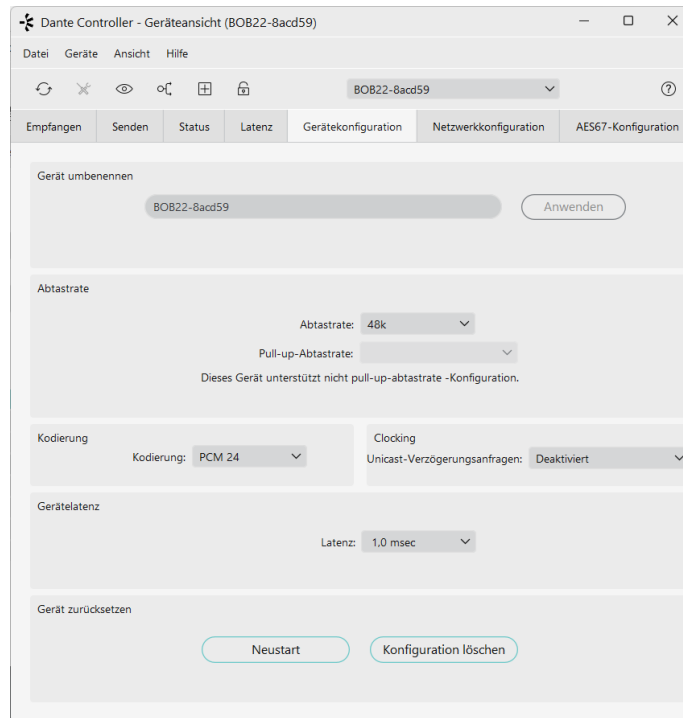 Dante Controller - Geräteansicht (BOB22-8acd59)
Datei Geräte Ansicht Hilfe
BOB22-8acd59
Empfangen Senden Status Latenz Gerätekonfiguration Netzwerkkonfiguration AES67-Konfiguration
Gerät umbenennen
BOB22-8acd59 Anwenden
Abtastrate
Abtastrate: 48k
Pull-up-Abtastrate:
Dieses Gerät unterstützt nicht pull-up-abtastrate -Konfiguration.
Kodierung
Kodierung: PCM 24
Clocking
Unicast-Verzögerungsanfragen: Deaktiviert
Gerätelatenz
Latenz: 1,0 msec
Gerät zurücksetzen
Neustart Konfiguration löschen